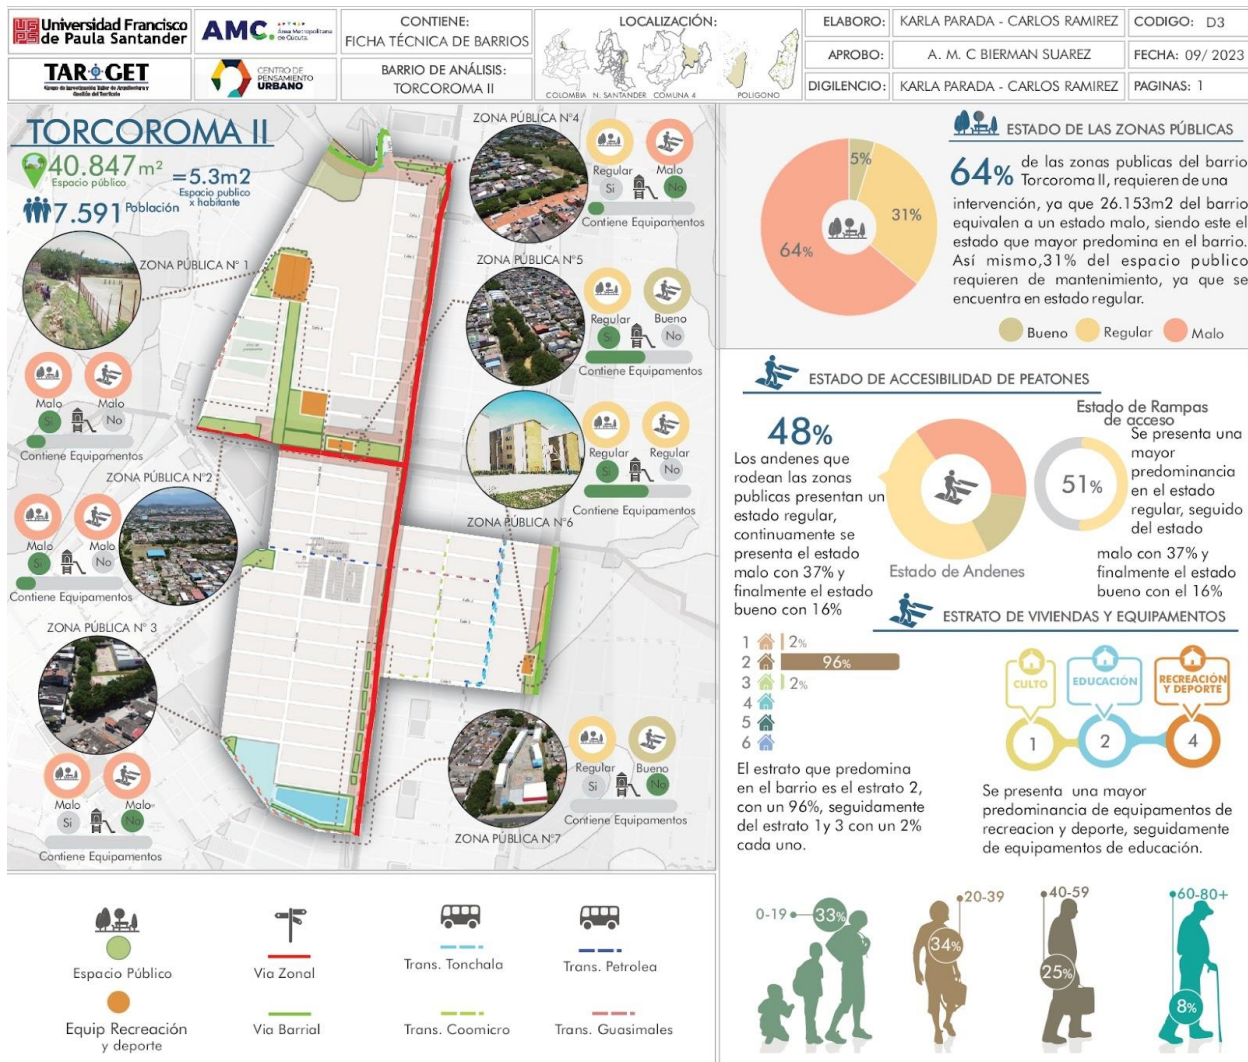 Universidad Francisco
de Paula Santander
AMC.
Área Metropolitana
de Cúcuta.
TAR GET
Grupo de Investigación Taller de Arquitectura y
Gestión del Territorio
CENTRO DE
PENSAMIENTO
URBANO
CONTIENE:
FICHA TÉCNICA DE BARRIOS
BARRIO DE ANÁLISIS:
TORCOROMA II
LOCALIZACIÓN:
COLOMBIA N. SANTANDER COMUNA 4 POLIGONO
ELABORO: KARLA PARADA - CARLOS RAMIREZ CODIGO: D3
APROBO: A. M. C BIERMAN SUAREZ FECHA: 09/ 2023
DIGILENCIO: KARLA PARADA - CARLOS RAMIREZ PAGINAS: 1
TORCOROMA II
40.847 m²
Espacio público
=5.3m2
Espacio publico
x habitante
7.591 Población
ZONA PÚBLICA N° 1
Malo Malo
Si No
Contiene Equipamientos
ZONA PÚBLICA N°2
Malo Malo
Si No
Contiene Equipamientos
ZONA PÚBLICA N° 3
Malo Malo
Si No
Contiene Equipamientos
ZONA PÚBLICA N°4
Regular Malo
Si No
Contiene Equipamientos
ZONA PÚBLICA N°5
Regular Bueno
Si No
Contiene Equipamientos
Regular Regular
Si No
Contiene Equipamientos
ZONA PÚBLICA N°6
Regular Bueno
Si No
Contiene Equipamientos
ZONA PÚBLICA N°7
ESTADO DE LAS ZONAS PÚBLICAS
5%
31%
64%
64% de las zonas publicas del barrio
Torcoroma II, requieren de una
intervención, ya que 26.153m2 del barrio
equivalen a un estado malo, siendo este el
estado que mayor predomina en el barrio.
Así mismo,31% del espacio publico
requieren de mantenimiento, ya que se
encuentra en estado regular.
Bueno Regular Malo
ESTADO DE ACCESIBILIDAD DE PEATONES
48%
Los andenes que
rodean las zonas
publicas presentan un
estado regular,
continuamente se
presenta el estado
malo con 37% y
finalmente el estado
bueno con 16%
Estado de Andenes
Estado de Rampas
de acceso
51%
Se presenta una
mayor
predominancia
en el estado
regular, seguido
del estado
malo con 37% y
finalmente el estado
bueno con el 16%
ESTRATO DE VIVIENDAS Y EQUIPAMENTOS
1 2%
2 96%
3 2%
4
5
6
El estrato que predomina
en el barrio es el estrato 2,
con un 96%, seguidamente
del estrato 1y 3 con un 2%
cada uno.
CULTO
EDUCACIÓN
RECREACIÓN
Y DEPORTE
1 2 4
Se presenta una mayor
predominancia de equipamentos de
recreacion y deporte, seguidamente
de equipamentos de educación.
0-19 33%
20-39
34%
40-59
25%
60-80+
8%
Espacio Público
Via Zonal
Trans. Tonchala
Trans. Petrolea
Equip Recreación
y deporte
Via Barrial
Trans. Coomicro
Trans. Guasimales